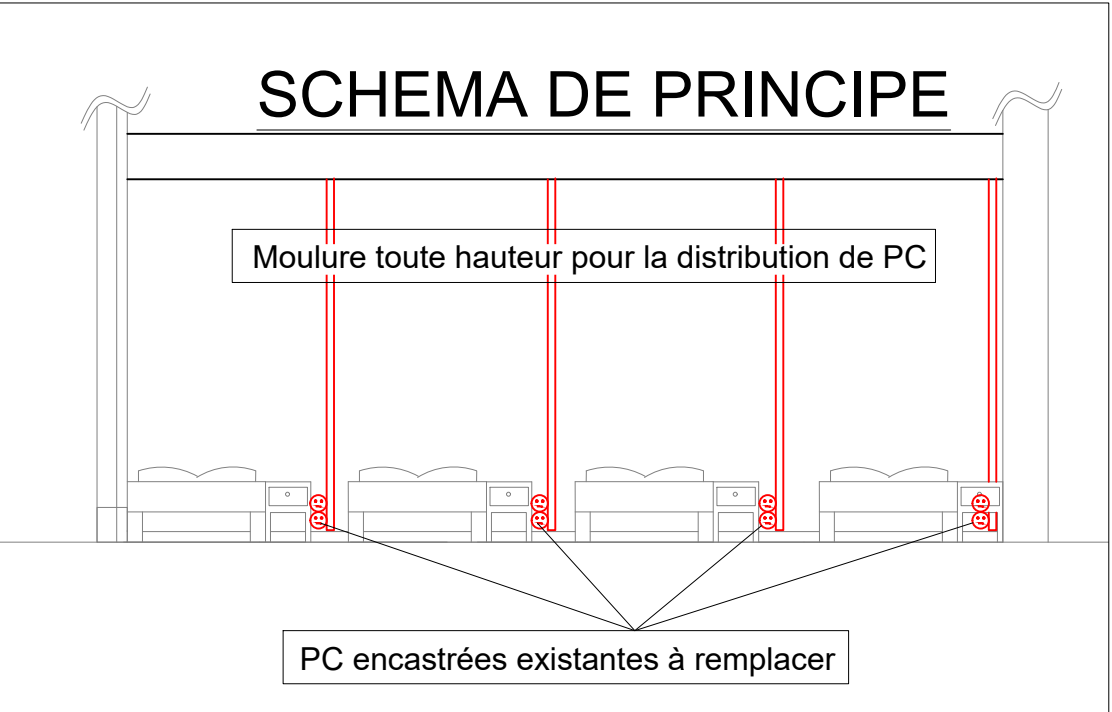 SCHEMA DE PRINCIPE
Moulure toute hauteur pour la distribution de PC
PC encastrées existantes à remplacer